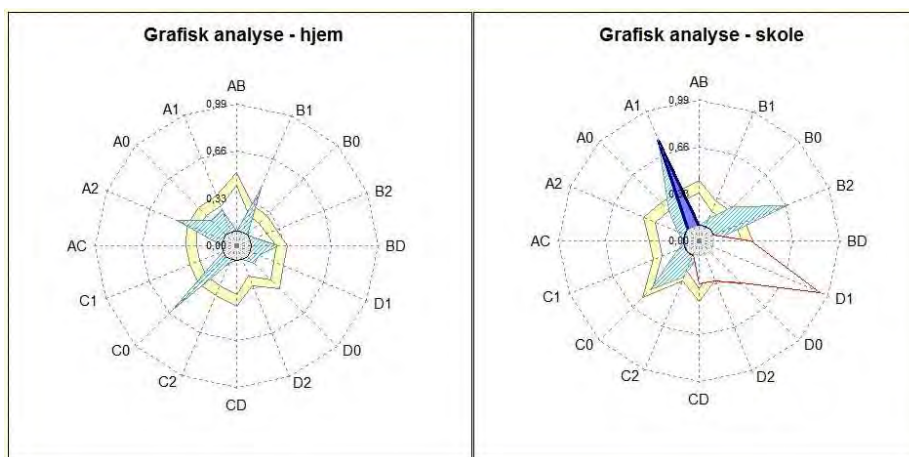 Grafisk analyse - hjem
AB
0,99
A1
B1
A0
B0
0,66
A2
B2
0,33
AC
0,00
BD
C1
D1
C0
D0
C2
D2
CD
Grafisk analyse - skole
AB
0,99
A1
B1
A0
B0
0,66
A2
B2
AC
0,00
BD
C1
D1
C0
D0
C2
D2
CD